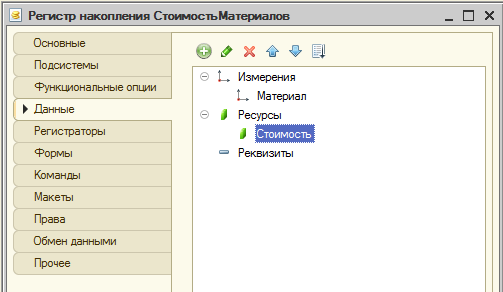 Регистр накопления СтоимостьМатериалов
Основные
Подсистемы
Функциональные опции
Данные
Регистраторы
Формы
Команды
Макеты
Права
Обмен данными
Прочее
Измерения
Материал
Ресурсы
Стоимость
Реквизиты